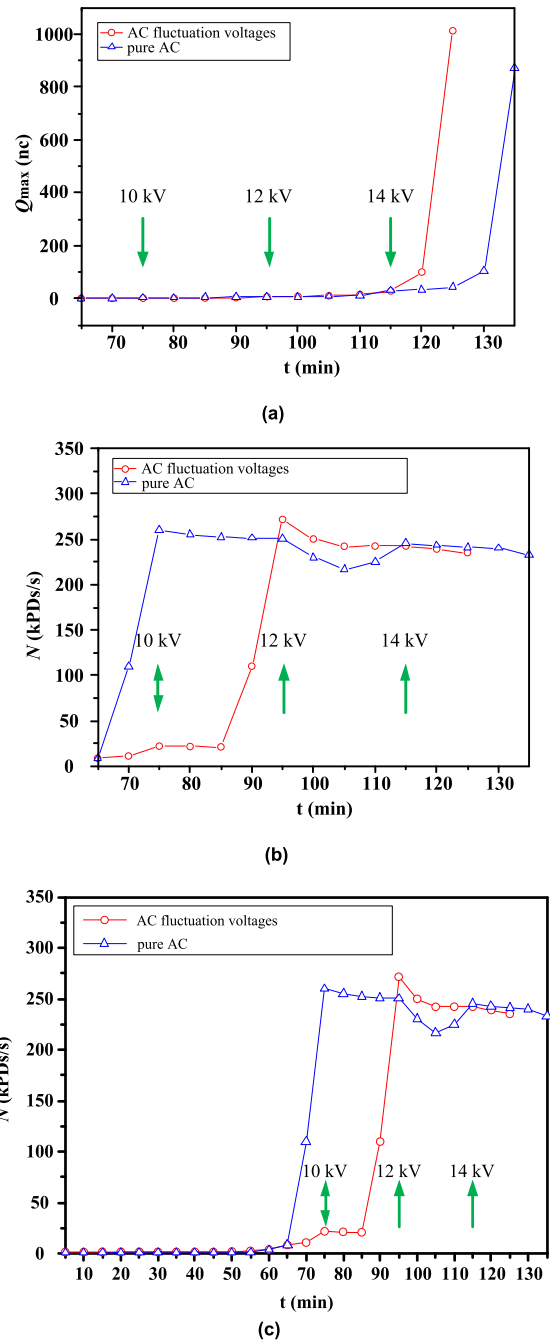 1000
800
600
400
200
0
Qmax (nc)
AC fluctuation voltages
pure AC
10 kV
12 kV
14 kV
70 80 90 100 110 120 130
t (min)
(a)
350
300
250
200
150
100
50
0
N (kPDs/s)
AC fluctuation voltages
pure AC
10 kV
12 kV
14 kV
70 80 90 100 110 120 130
t (min)
(b)
350
300
250
200
150
100
50
0
N (kPDs/s)
AC fluctuation voltages
pure AC
10 kV
12 kV
14 kV
10 20 30 40 50 60 70 80 90 100 110 120 130
t (min)
(c)